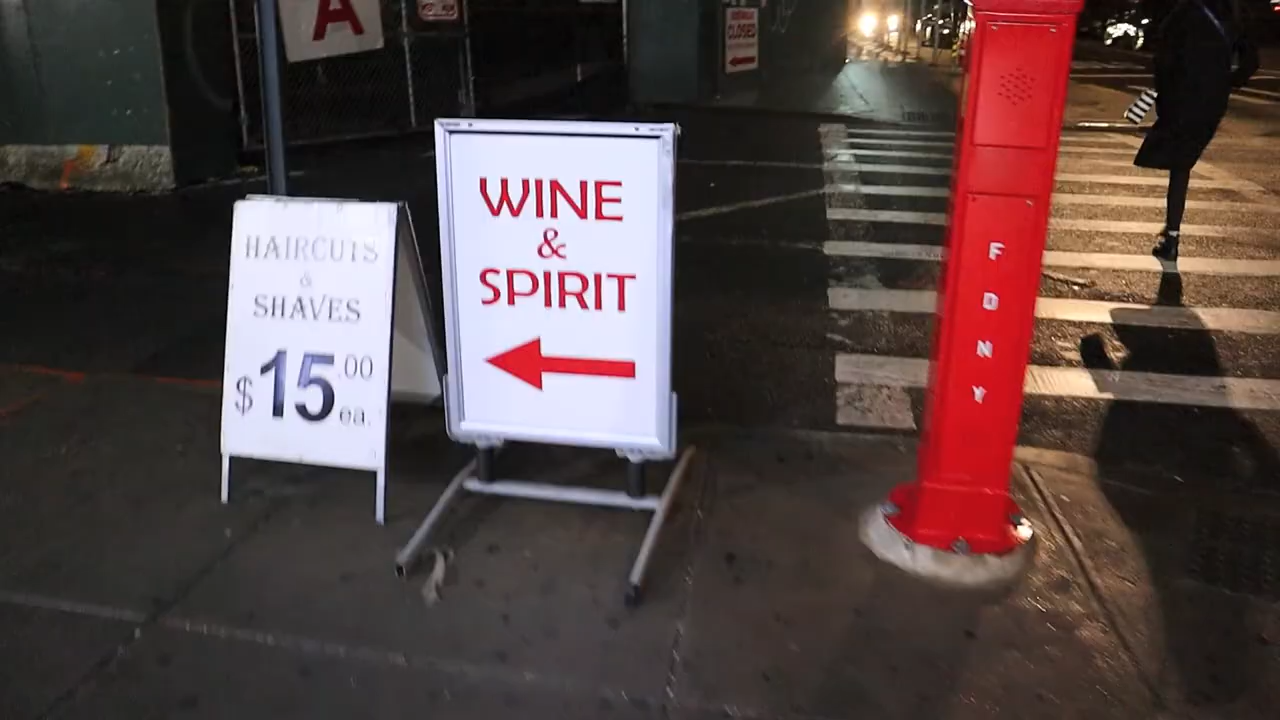 A
SIDEWALK
CLOSED
HAIRCUTS
&
SHAVES
$15.00
ea.
WINE
&
SPIRIT
F
D
N
Y